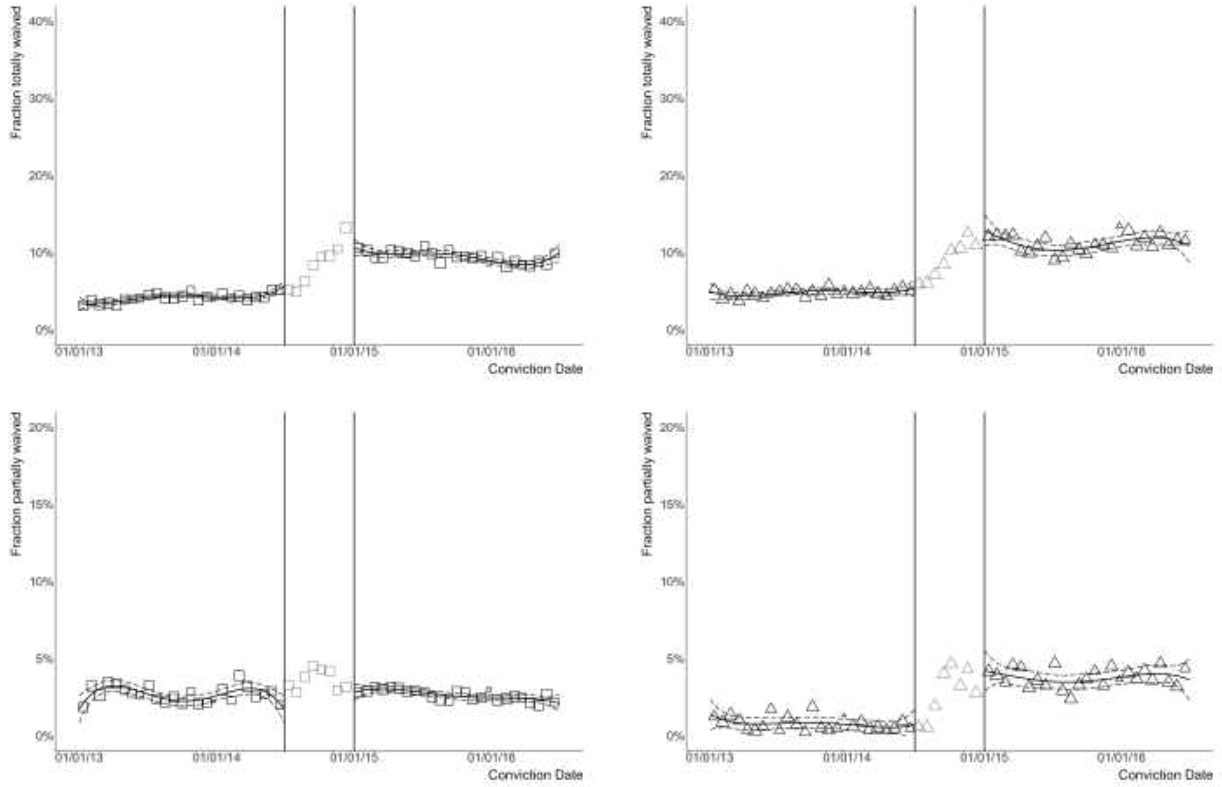 Fraction totally waived
40%
30%
20%
10%
0%
01/01/13 01/01/14 01/01/15 01/01/16
Conviction Date
Fraction totally waived
40%
30%
20%
10%
0%
01/01/13 01/01/14 01/01/15 01/01/16
Conviction Date
Fraction partially waived
20%
15%
10%
5%
0%
01/01/13 01/01/14 01/01/15 01/01/16
Conviction Date
Fraction partially waived
20%
15%
10%
5%
0%
01/01/13 01/01/14 01/01/15 01/01/16
Conviction Date